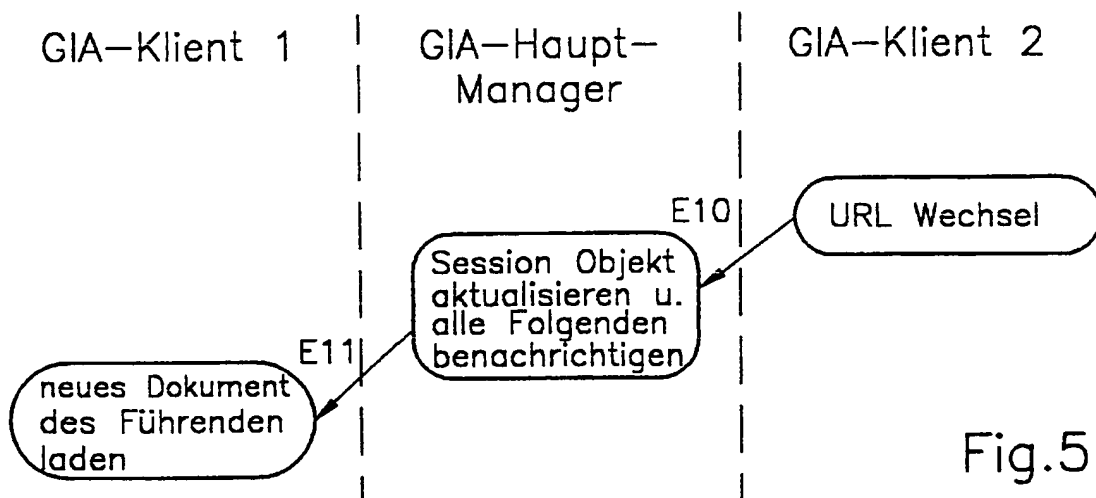 GIA-Klient 1
GIA-Haupt-
Manager
GIA-Klient 2
URL Wechsel
E10
Session Objekt
aktualisieren u.
alle Folgenden
benachrichtigen
E11
neues Dokument
des Führenden
laden
Fig.5